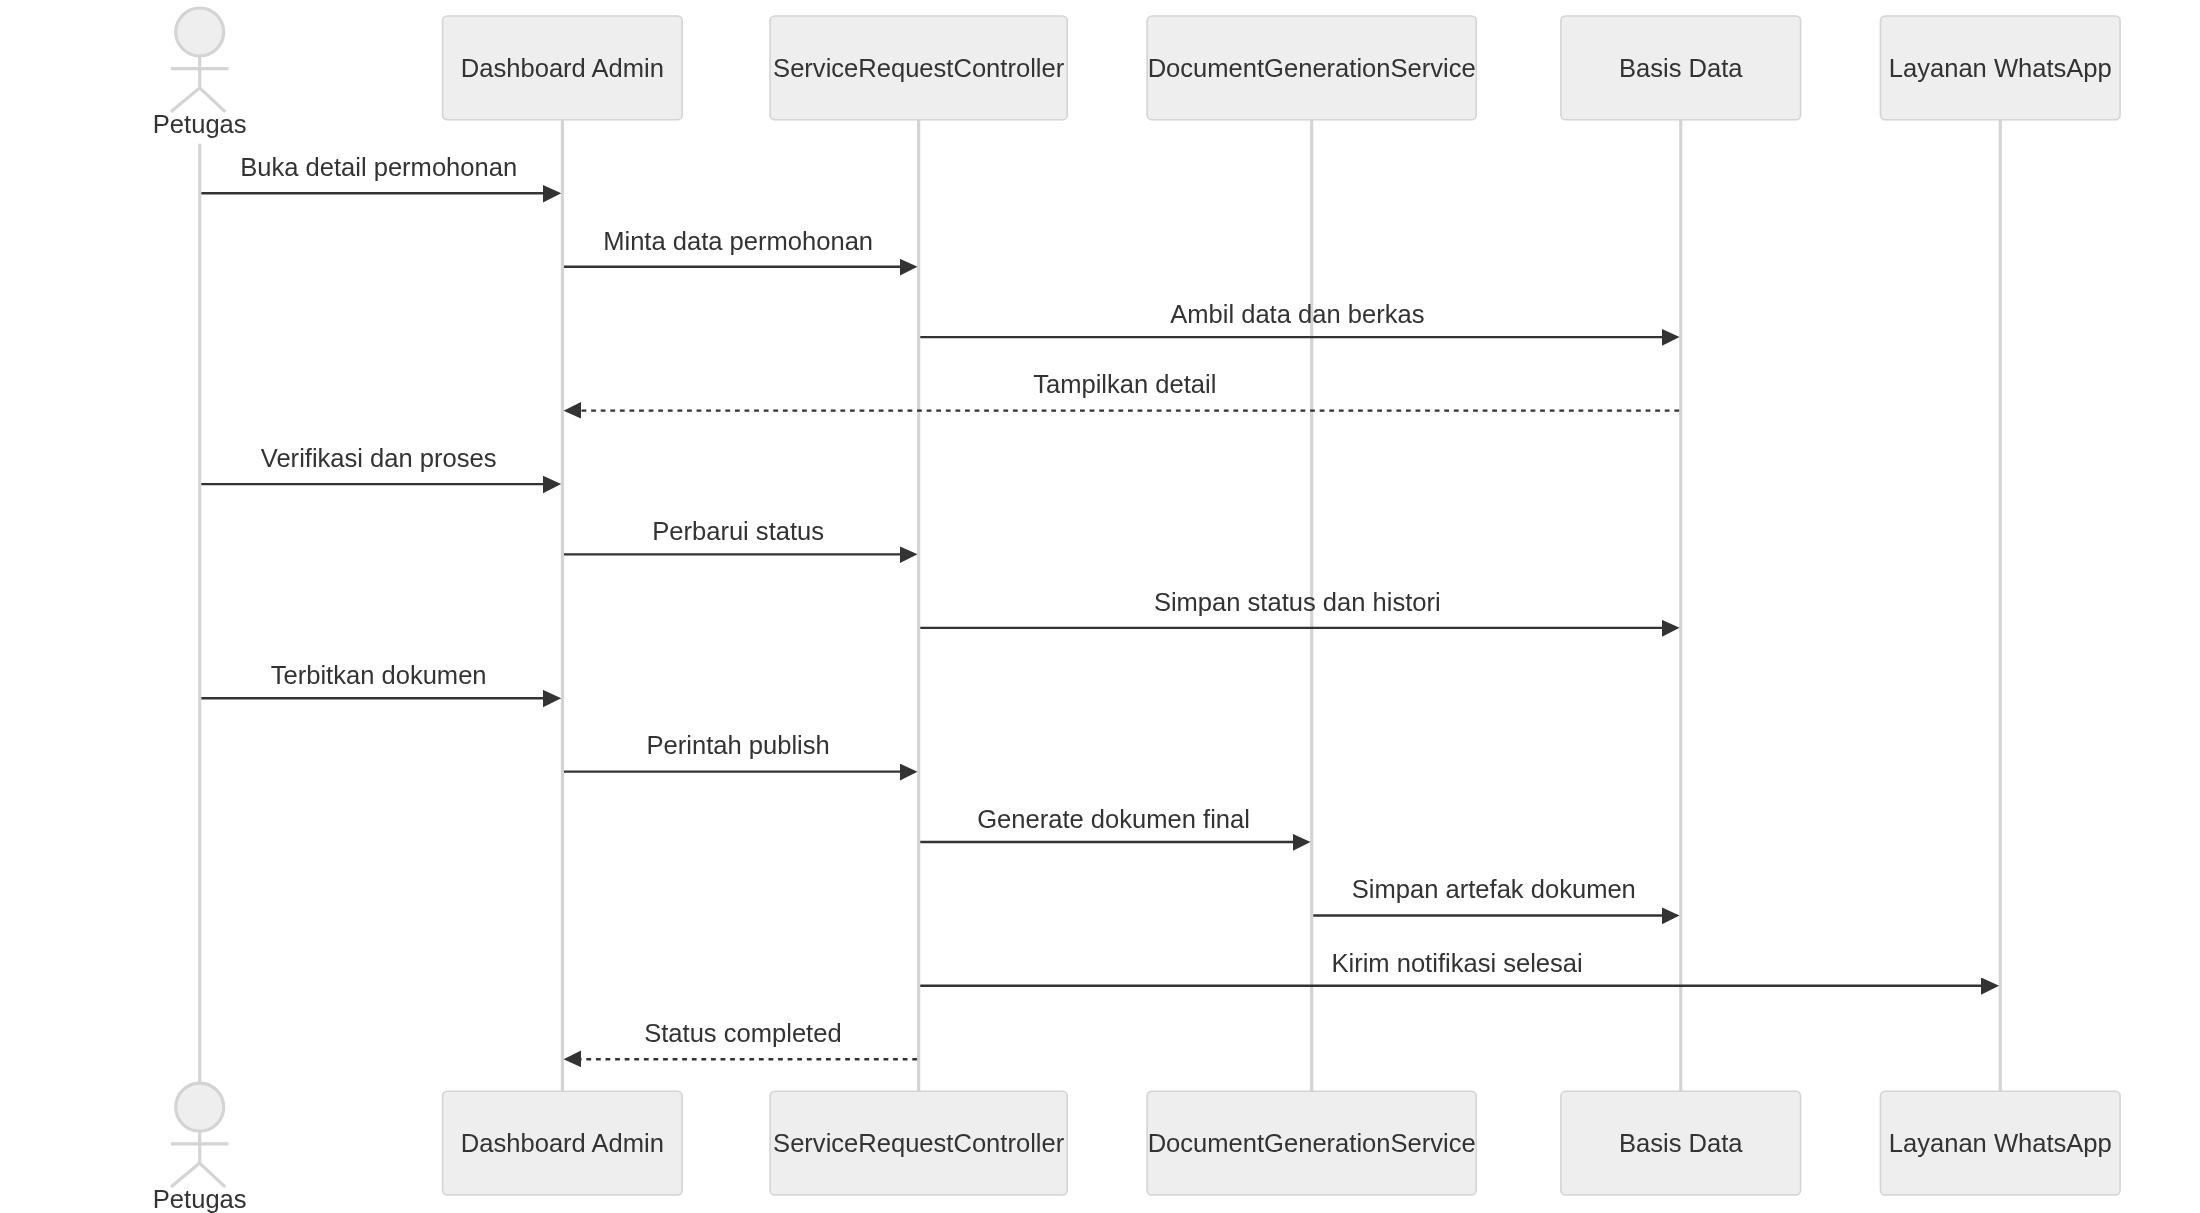 Petugas
Dashboard Admin
ServiceRequestController
DocumentGenerationService
Basis Data
Layanan WhatsApp
Buka detail permohonan
Minta data permohonan
Ambil data dan berkas
Tampilkan detail
Verifikasi dan proses
Perbarui status
Simpan status dan histori
Terbitkan dokumen
Perintah publish
Generate dokumen final
Simpan artefak dokumen
Kirim notifikasi selesai
Status completed
Petugas
Dashboard Admin
ServiceRequestController
DocumentGenerationService
Basis Data
Layanan WhatsApp